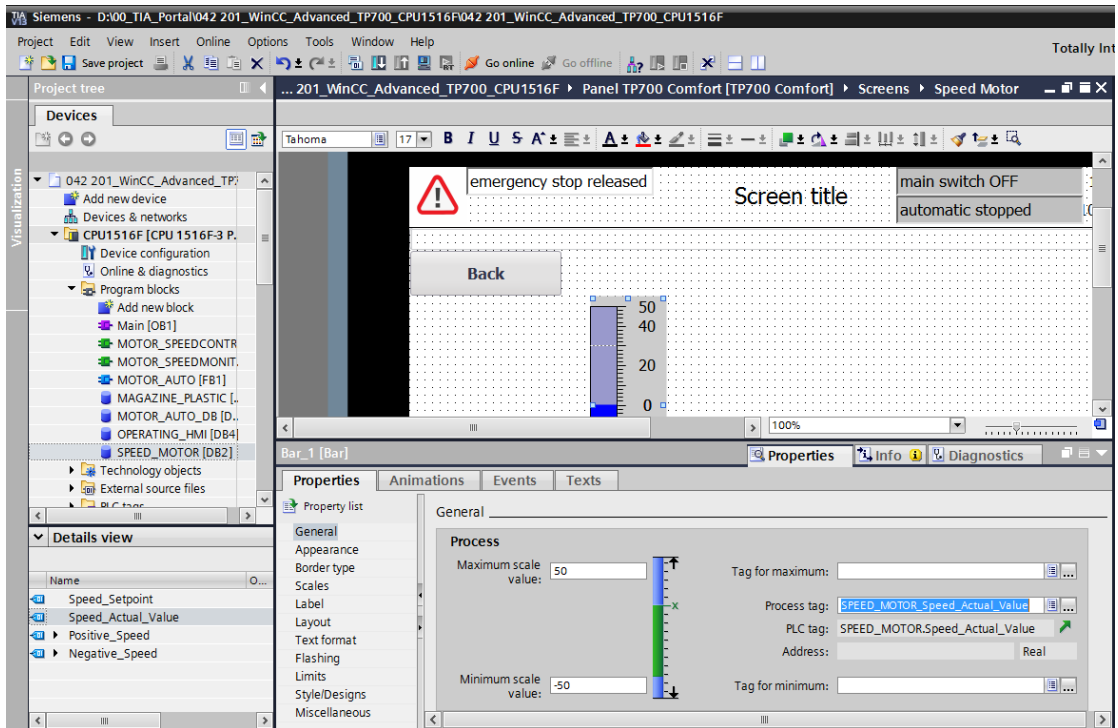 Siemens - D:\00_TIA_Portal\042 201_WinCC_Advanced_TP700_CPU1516F\042 201_WinCC_Advanced_TP700_CPU1516F
Project Edit View Insert Online Options Tools Window Help
Totally Int
Save project Go online Go offline
Project tree
... 201_WinCC_Advanced_TP700_CPU1516F Panel TP700 Comfort [TP700 Comfort] Screens Speed Motor
Devices
Tahoma 17 B I U S A A
Visualization
042 201_WinCC_Advanced_TP7
Add new device
Devices & networks
CPU1516F [CPU 1516F-3 P.
Device configuration
Online & diagnostics
Program blocks
Add new block
Main [OB1]
MOTOR_SPEEDCONTR
MOTOR_SPEEDMONIT.
MOTOR_AUTO [FB1]
MAGAZINE_PLASTIC [.
MOTOR_AUTO_DB [D..
OPERATING_HMI [DB4]
SPEED_MOTOR [DB2]
Technology objects
External source files
PLC tags
emergency stop released
Screen title
main switch OFF
automatic stopped
10
Back
50
40
20
0
100%
Bar_1 [Bar]
Properties Info Diagnostics
Properties Animations Events Texts
Property list
General
Appearance
Border type
Scales
Label
Layout
Text format
Flashing
Limits
Style/Designs
Miscellaneous
General
Process
Maximum scale value: 50
Tag for maximum:
x
Process tag: SPEED_MOTOR_Speed_Actual_Value
PLC tag: SPEED_MOTOR.Speed_Actual_Value
Address: Real
Minimum scale value: -50
Tag for minimum:
Details view
Name O...
Speed_Setpoint
Speed_Actual_Value
Positive_Speed
Negative_Speed